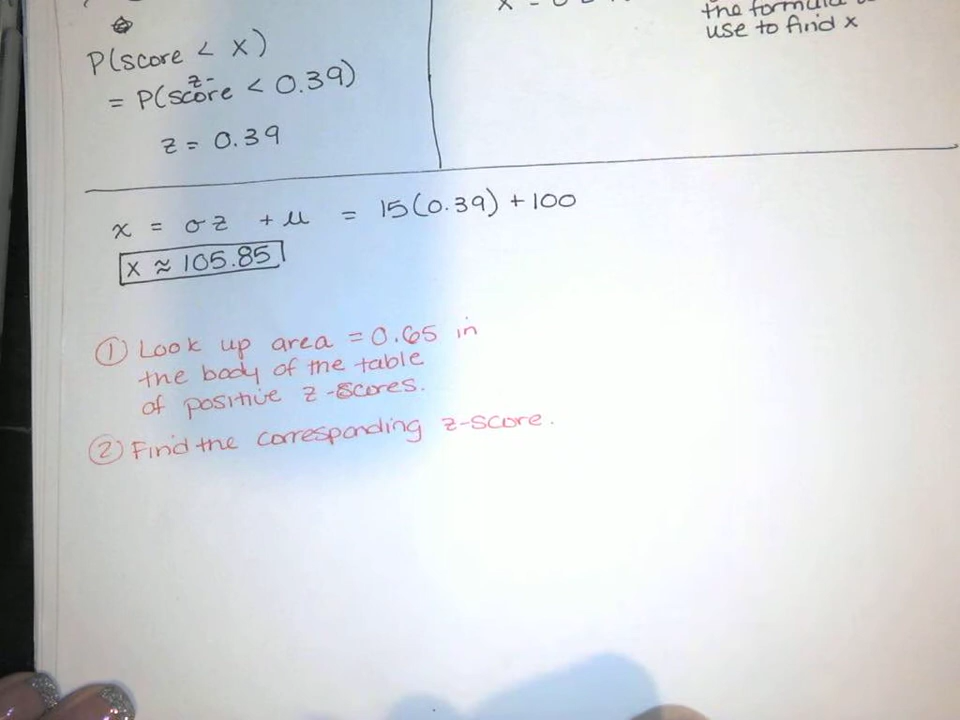 P(score < x)
z-
= P(score < 0.39)
z = 0.39
the formula
use to find x
x = σz + μ = 15(0.39) + 100
x ≈ 105.85
① Look up area = 0.65 in
the body of the table
of positive z-scores.
② Find the corresponding z-score.